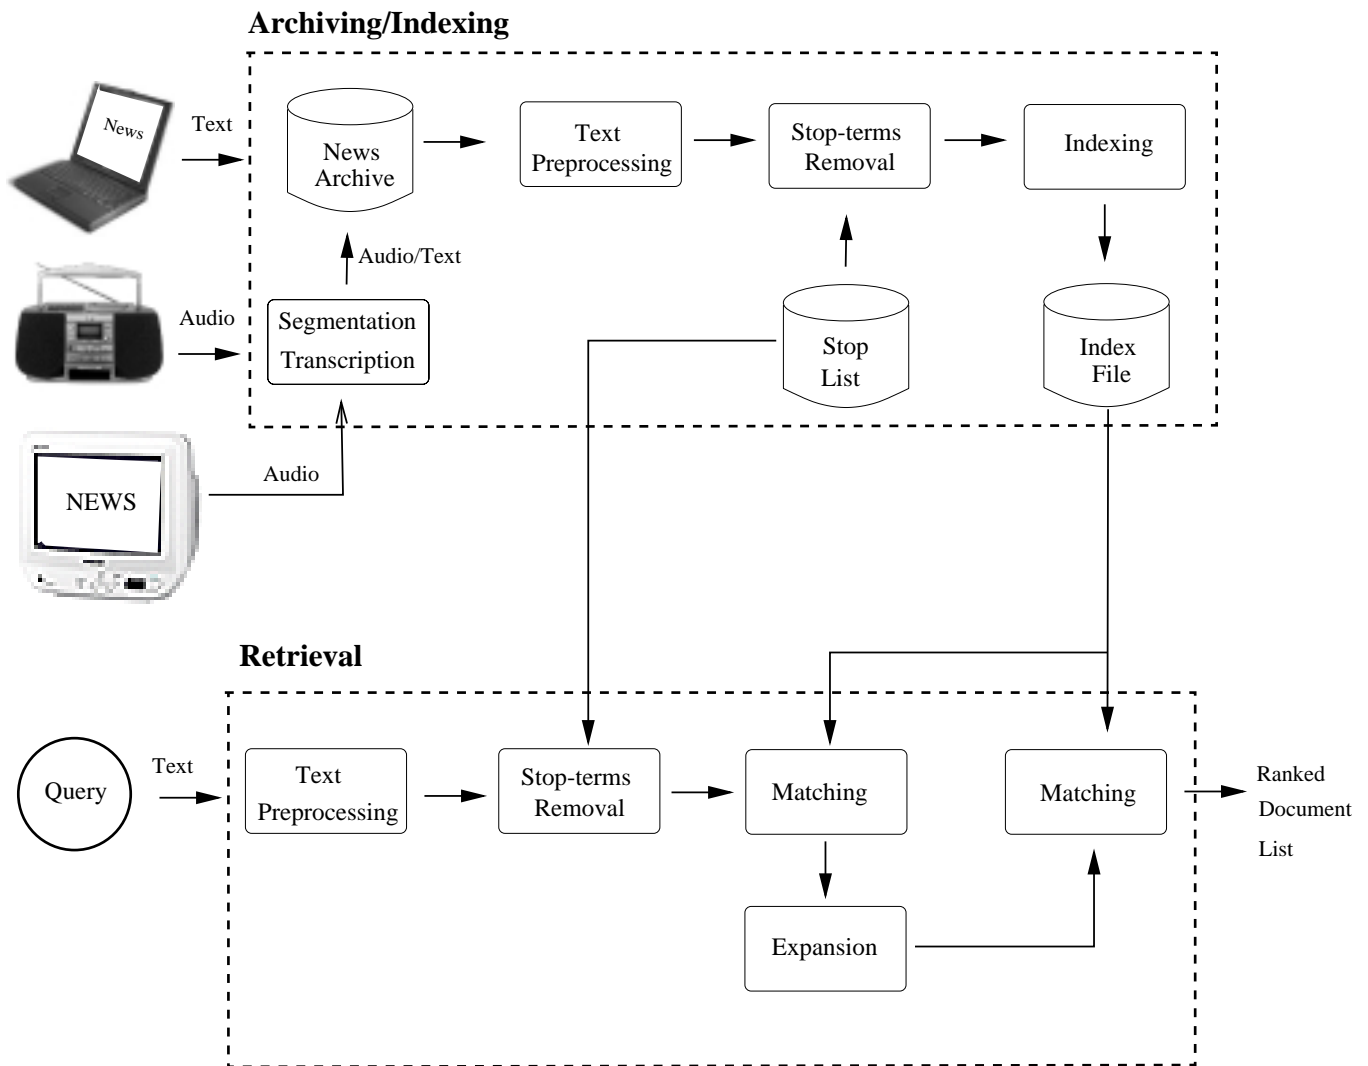 Archiving/Indexing
News
Text
News
Archive
Text
Preprocessing
Stop-terms
Removal
Indexing
Audio/Text
Audio
Segmentation
Transcription
Stop
List
Index
File
NEWS
Audio
Retrieval
Query
Text
Text
Preprocessing
Stop-terms
Removal
Matching
Matching
Ranked
Document
List
Expansion